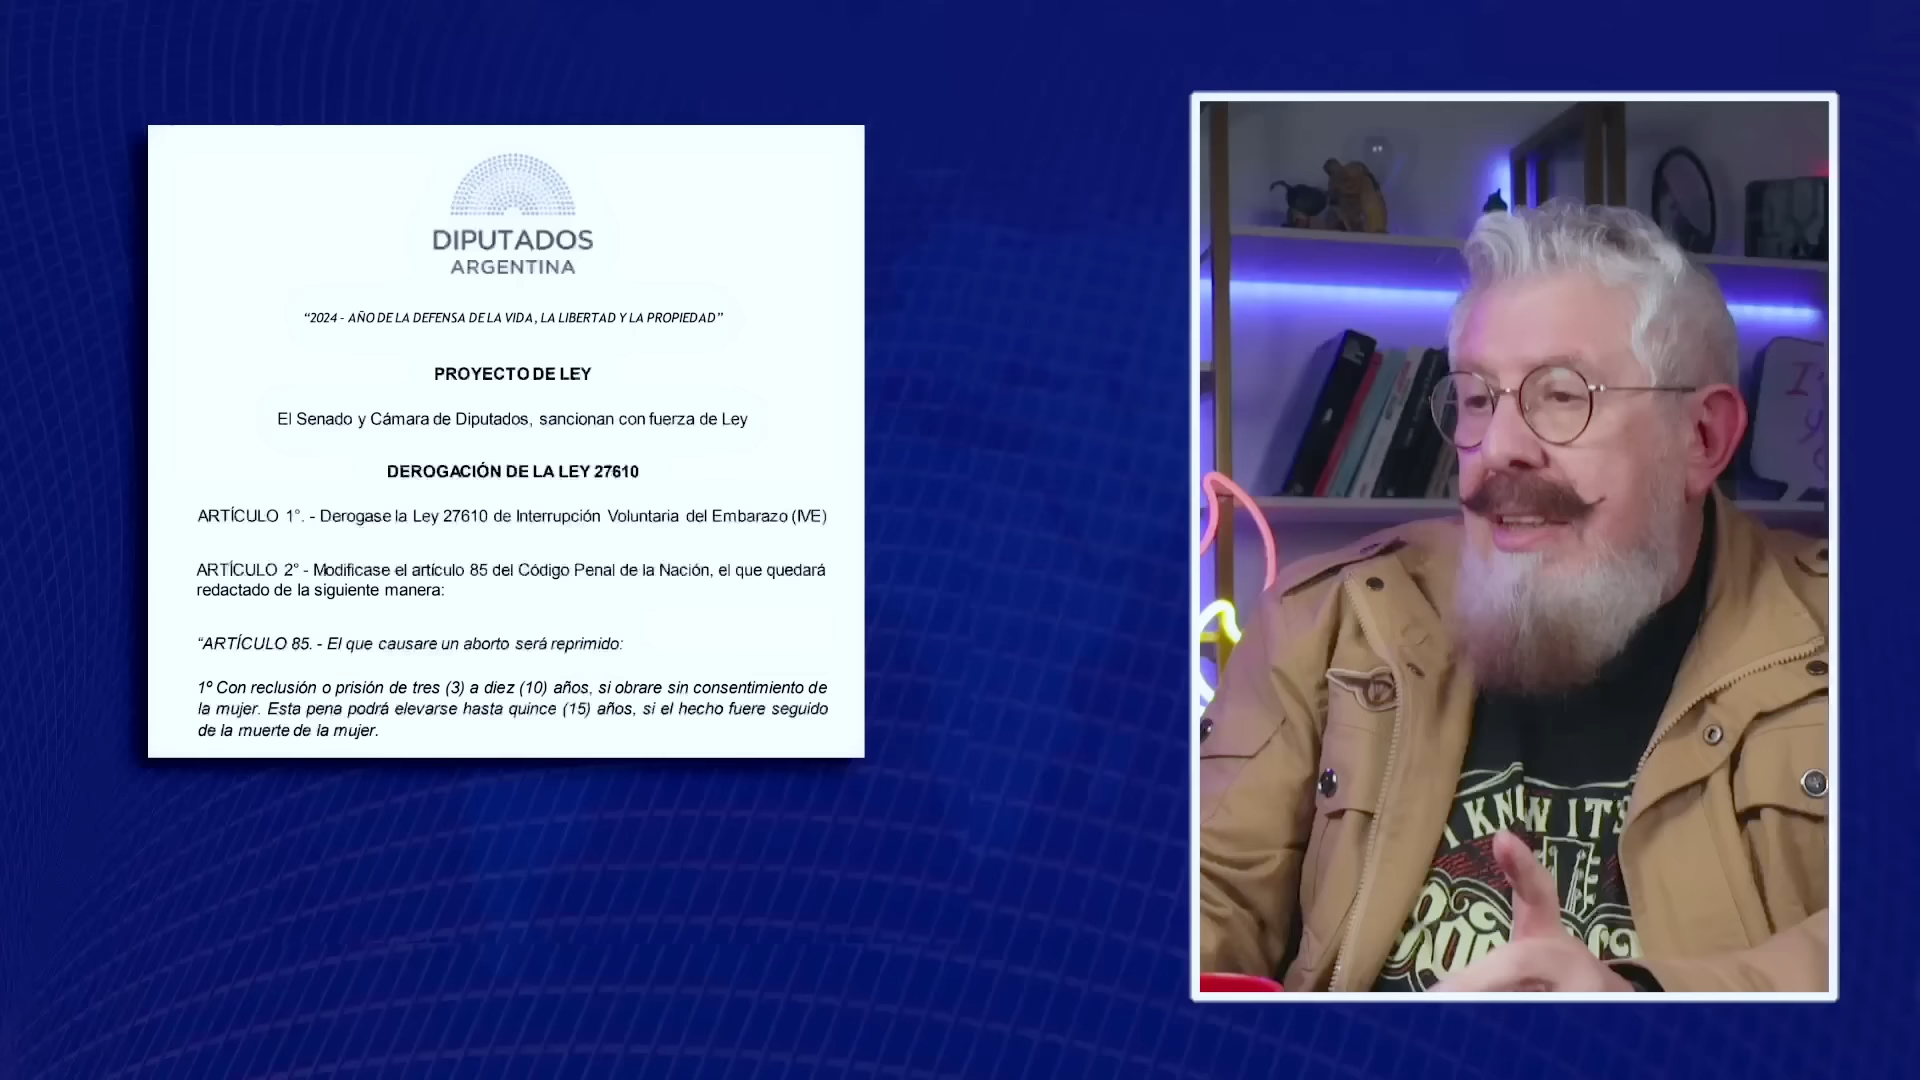 DIPUTADOS
ARGENTINA
“2024 - AÑO DE LA DEFENSA DE LA VIDA, LA LIBERTAD Y LA PROPIEDAD”
PROYECTO DE LEY
El Senado y Cámara de Diputados, sancionan con fuerza de Ley
DEROGACIÓN DE LA LEY 27610
ARTÍCULO 1°. - Derogase la Ley 27610 de Interrupción Voluntaria del Embarazo (IVE)
ARTÍCULO 2° - Modificase el artículo 85 del Código Penal de la Nación, el que quedará
redactado de la siguiente manera:
“ARTÍCULO 85. - El que causare un aborto será reprimido:
1º Con reclusión o prisión de tres (3) a diez (10) años, si obrare sin consentimiento de
la mujer. Esta pena podrá elevarse hasta quince (15) años, si el hecho fuere seguido
de la muerte de la mujer.
I KNOW IT'S